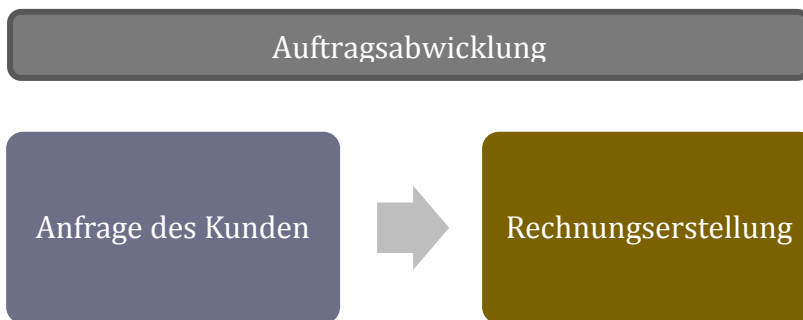 Auftragsabwicklung
Anfrage des Kunden
Rechnungserstellung